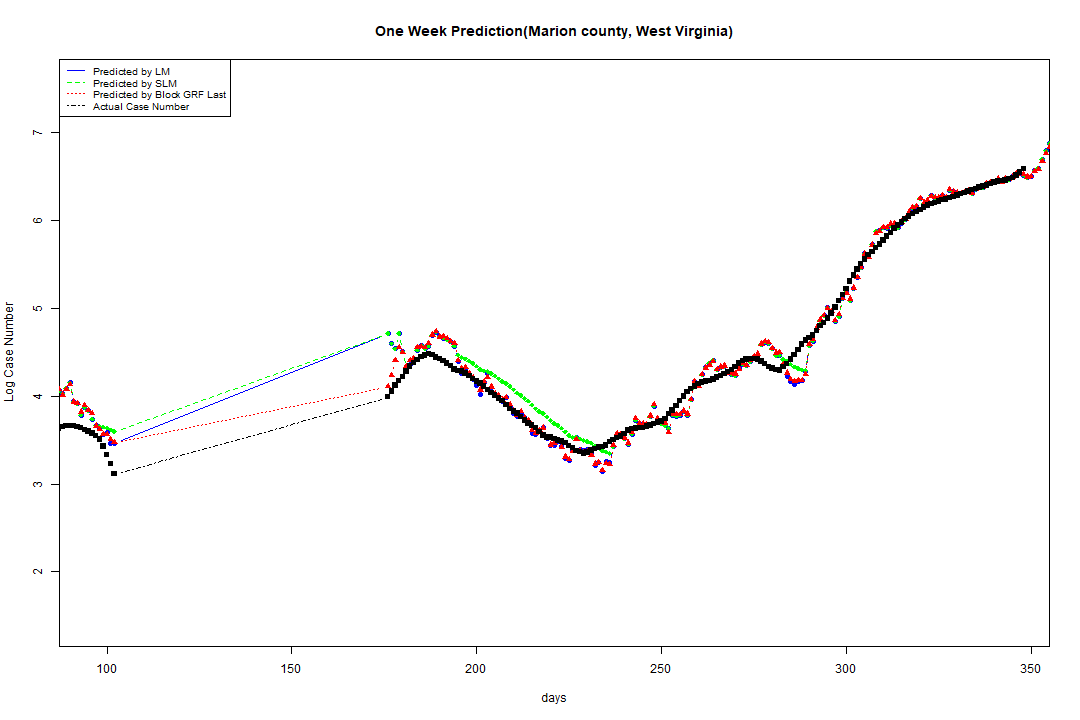 One Week Prediction(Marion county, West Virginia)
Predicted by LM
Predicted by SLM
Predicted by Block GRF Last
Actual Case Number
7
6
5
4
3
2
Log Case Number
100 150 200 250 300 350
days